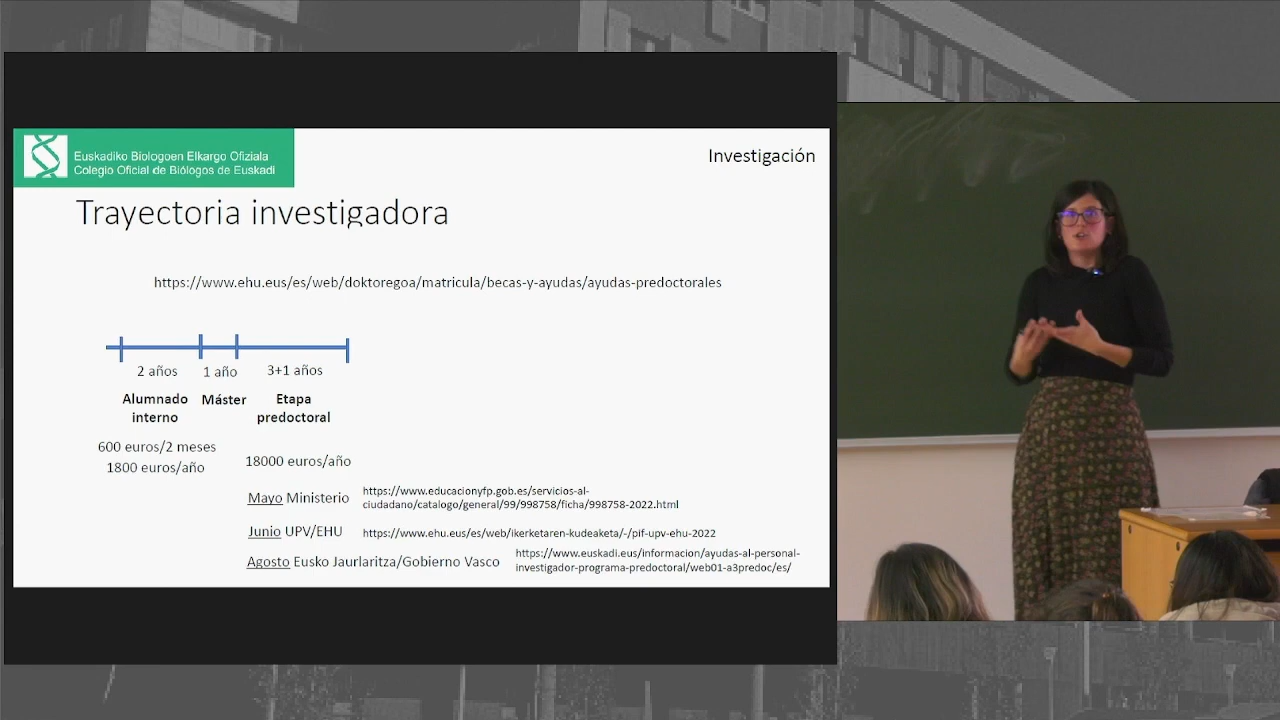 Euskadiko Biologoen Elkargo Ofiziala
Colegio Oficial de Biólogos de Euskadi
Investigación
Trayectoria investigadora
https://www.ehu.eus/es/web/doktoregoa/matricula/becas-y-ayudas/ayudas-predoctorales
2 años
1 año
3+1 años
Alumnado
interno
Máster
Etapa
predoctoral
600 euros/2 meses
1800 euros/año
18000 euros/año
Mayo Ministerio
https://www.educacionyfp.gob.es/servicios-al-
ciudadano/catalogo/general/99/998758/ficha/998758-2022.html
Junio UPV/EHU
https://www.ehu.eus/es/web/ikerketaren-kudeaketa/-/pif-upv-ehu-2022
Agosto Eusko Jaurlaritza/Gobierno Vasco
https://www.euskadi.eus/informacion/ayudas-al-personal-
investigador-programa-predoctoral/web01-a3predoc/es/